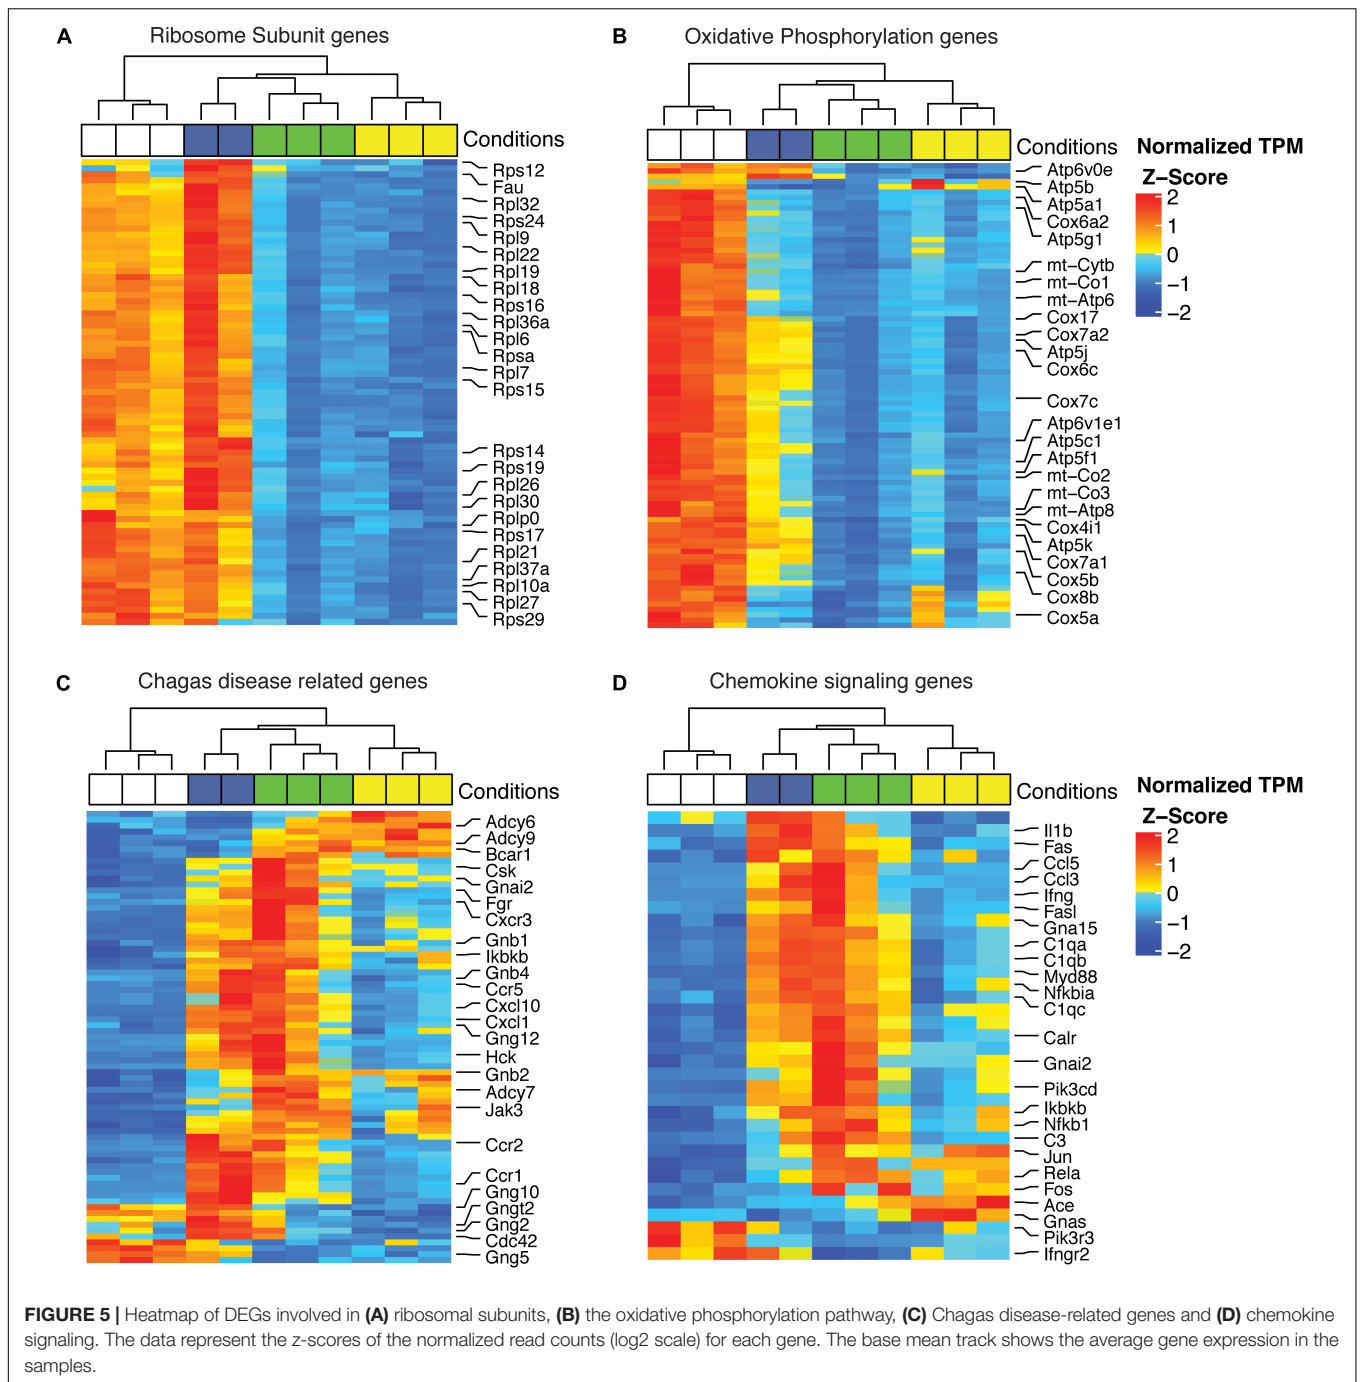 A
Ribosome Subunit genes
Conditions
Rps12
Fau
Rpl32
Rps24
Rpl9
Rpl22
Rpl19
Rpl18
Rps16
Rpl36a
Rpl6
Rpsa
Rpl7
Rps15
Rps14
Rps19
Rpl26
Rpl30
Rplp0
Rps17
Rpl21
Rpl37a
Rpl10a
Rpl27
Rps29
B
Oxidative Phosphorylation genes
Conditions
Atp6v0e
Atp5b
Atp5a1
Cox6a2
Atp5g1
mt−Cytb
mt−Co1
mt−Atp6
Cox17
Cox7a2
Atp5j
Cox6c
Cox7c
Atp6v1e1
Atp5c1
Atp5f1
mt−Co2
mt−Co3
mt−Atp8
Cox4i1
Atp5k
Cox7a1
Cox5b
Cox8b
Cox5a
Normalized TPM
Z−Score
2
1
0
−1
−2
C
Chagas disease related genes
Conditions
Adcy6
Adcy9
Bcar1
Csk
Gnai2
Fgr
Cxcr3
Gnb1
Ikbkb
Gnb4
Ccr5
Cxcl10
Cxcl1
Gng12
Hck
Gnb2
Adcy7
Jak3
Ccr2
Ccr1
Gng10
Gngt2
Gng2
Cdc42
Gng5
D
Chemokine signaling genes
Conditions
Il1b
Fas
Ccl5
Ccl3
Ifng
Fasl
Gna15
C1qa
C1qb
Myd88
Nfkbia
C1qc
Calr
Gnai2
Pik3cd
Ikbkb
Nfkb1
C3
Jun
Rela
Fos
Ace
Gnas
Pik3r3
Ifngr2
Normalized TPM
Z−Score
2
1
0
−1
−2
FIGURE 5 | Heatmap of DEGs involved in (A) ribosomal subunits, (B) the oxidative phosphorylation pathway, (C) Chagas disease-related genes and (D) chemokine
signaling. The data represent the z-scores of the normalized read counts (log2 scale) for each gene. The base mean track shows the average gene expression in the
samples.